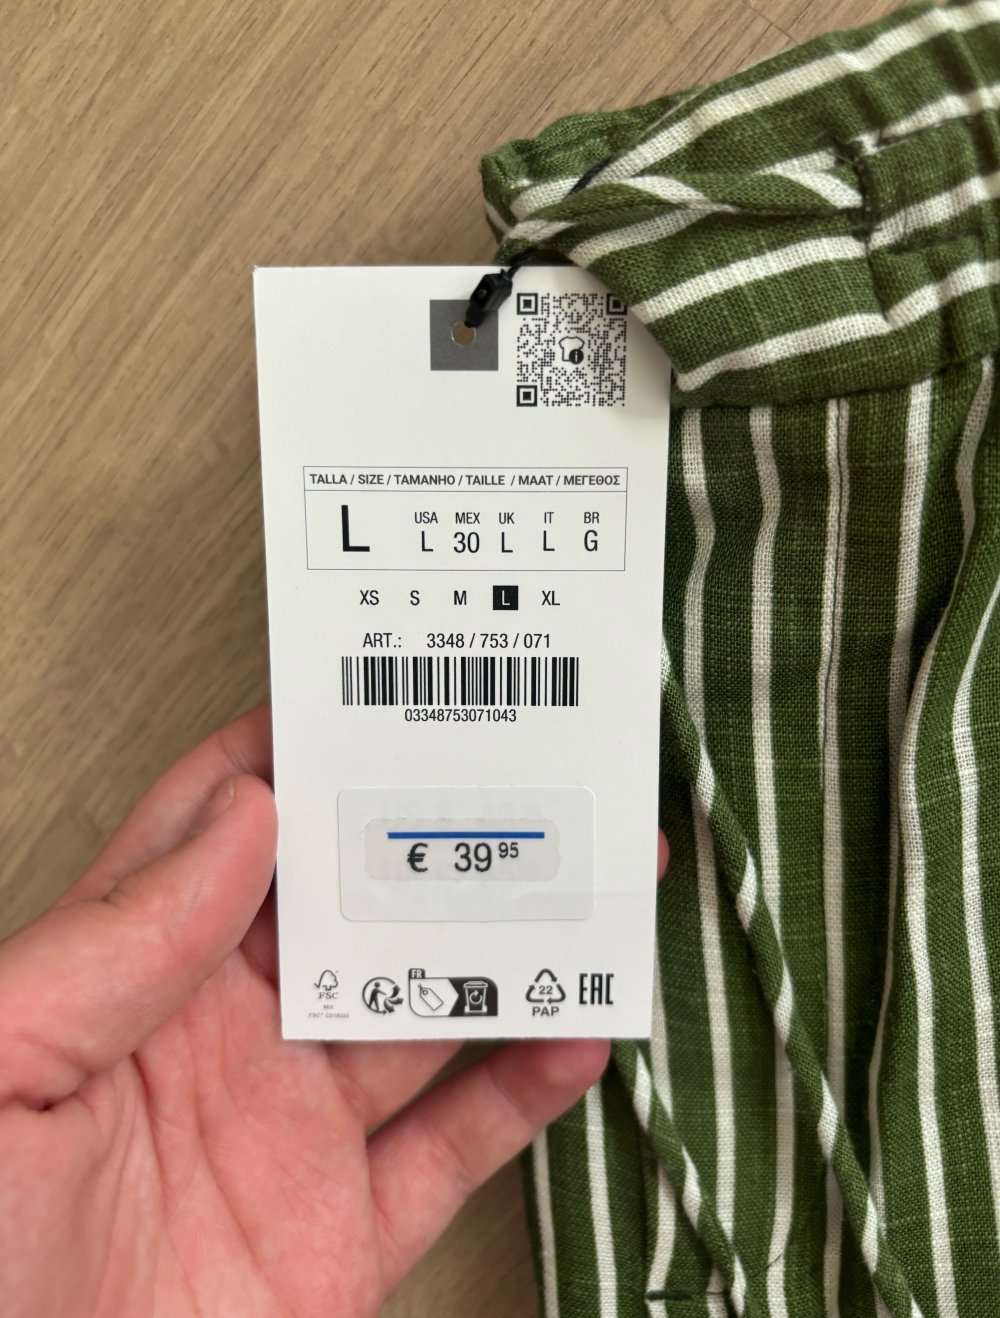 TALLA / SIZE / TAMANHO / TAILLE / MAAT / ΜΕΓΕΘΟΣ
L
USA MEX UK IT BR
L 30 L L G
XS S M L XL
ART.: 3348 / 753 / 071
03348753071043
€ 39 95
FSC
MIX
FR
22
PAP
EAC